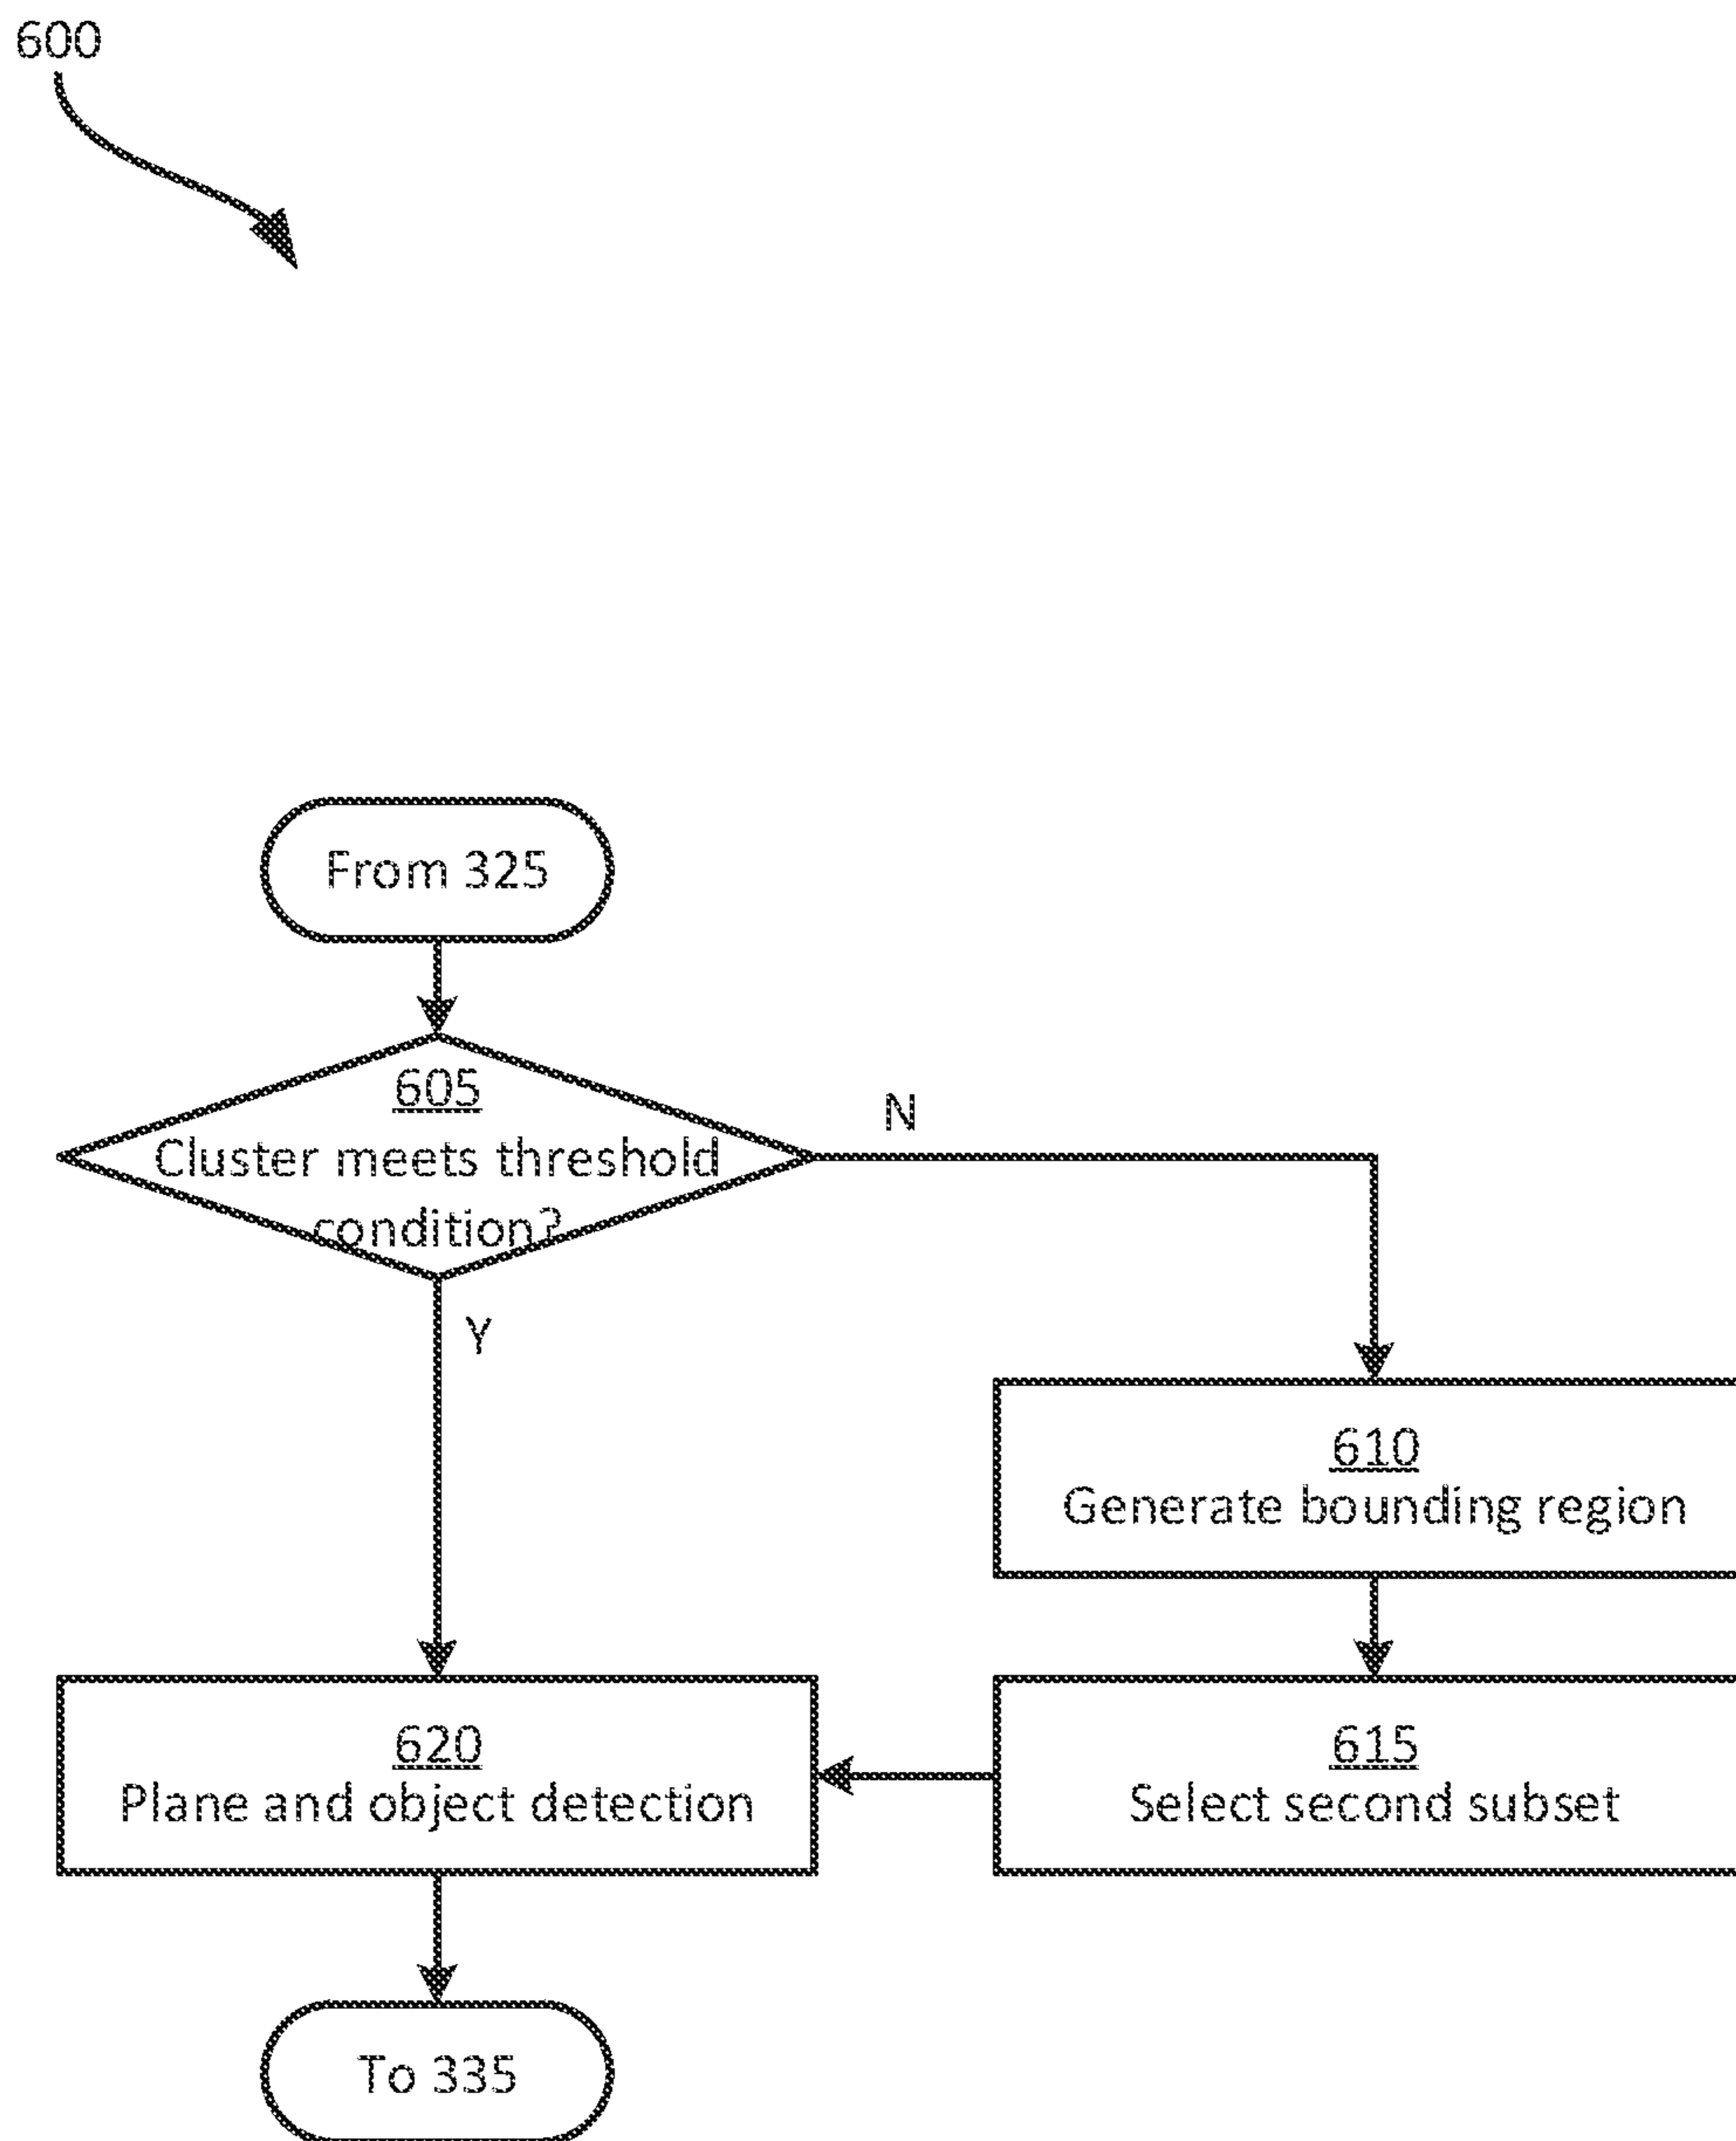 600
From 325
605
Cluster meets threshold
condition?
N
Y
610
Generate bounding region
620
Plane and object detection
615
Select second subset
To 335